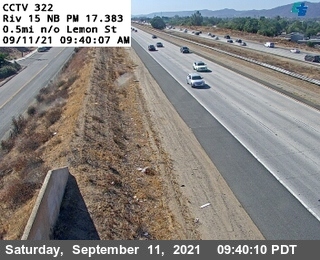 CCTV 322
Riv 15 NB PM 17.383
0.5mi n/o Lemon St
09/11/21 09:40:07 AM
Saturday, September 11, 2021 09:40:10 PDT